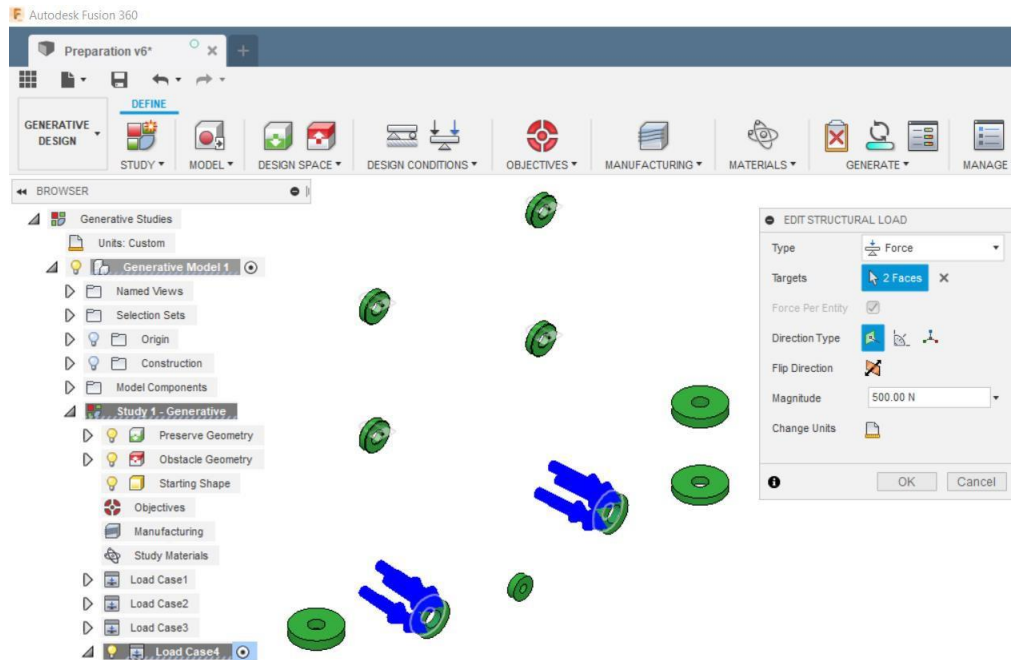 Autodesk Fusion 360
Preparation v6*
DEFINE
GENERATIVE DESIGN
STUDY
MODEL
DESIGN SPACE
DESIGN CONDITIONS
OBJECTIVES
MANUFACTURING
MATERIALS
GENERATE
MANAGE
BROWSER
Generative Studies
Units: Custom
Generative Model 1
Named Views
Selection Sets
Origin
Construction
Model Components
Study 1 - Generative
Preserve Geometry
Obstacle Geometry
Starting Shape
Objectives
Manufacturing
Study Materials
Load Case1
Load Case2
Load Case3
Load Case4
EDIT STRUCTURAL LOAD
Type Force
Targets 2 Faces
Force Per Entity
Direction Type
Flip Direction
Magnitude 500.00 N
Change Units
OK Cancel